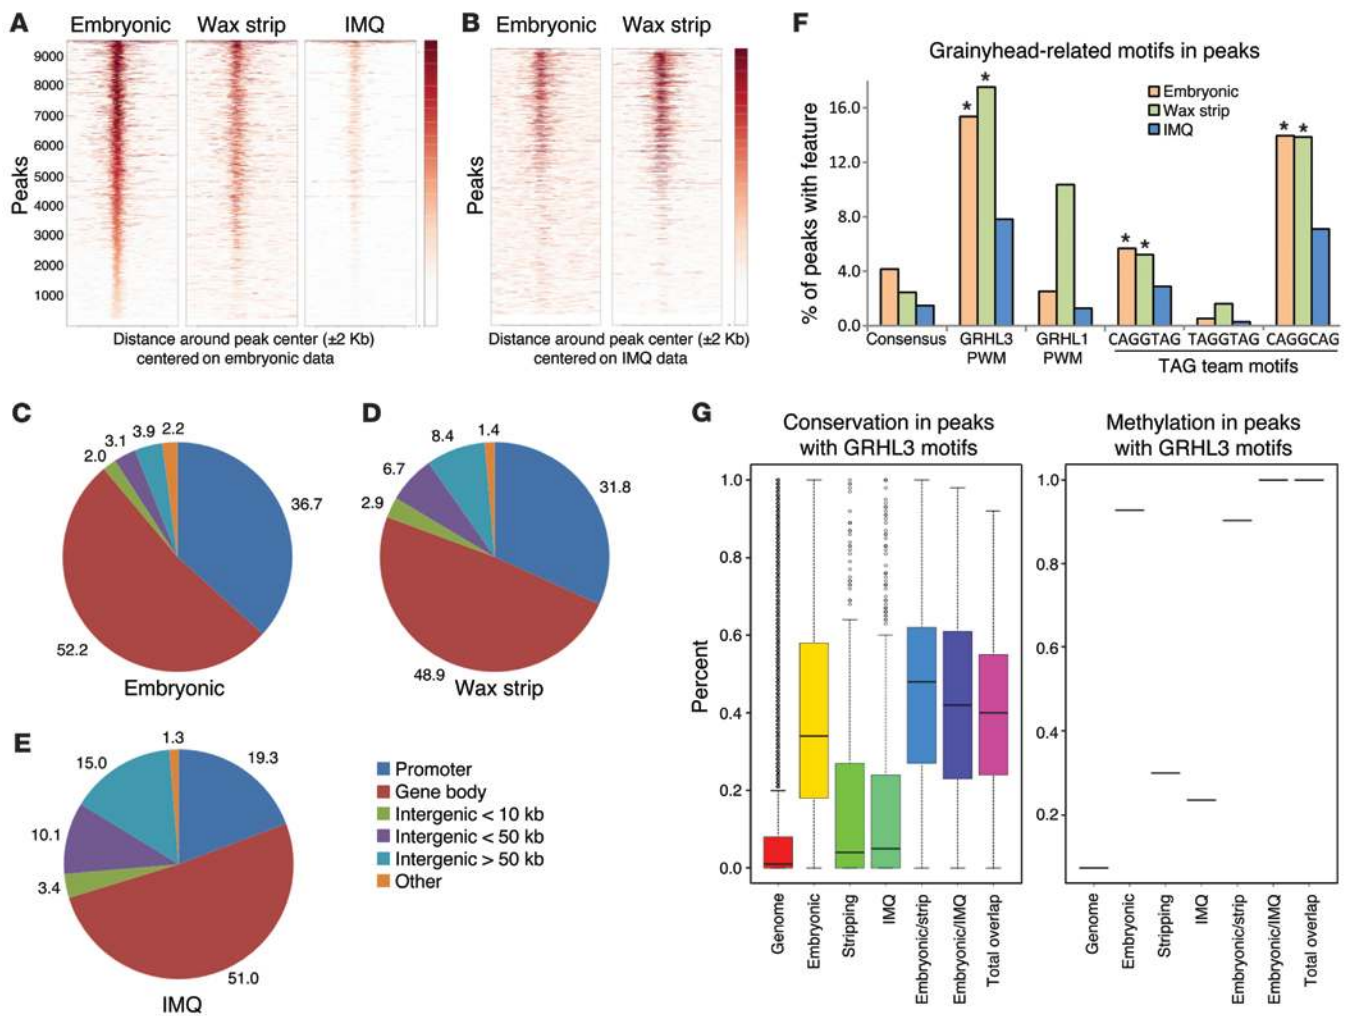 A
Embryonic
Wax strip
IMQ
Peaks
9000
8000
7000
6000
5000
4000
3000
2000
1000
Distance around peak center (±2 Kb)
centered on embryonic data
B
Embryonic
Wax strip
Peaks
Distance around peak center (±2 Kb)
centered on IMQ data
F
Grainyhead-related motifs in peaks
% of peaks with feature
16.0
12.0
8.0
4.0
0.0
Embryonic
Wax strip
IMQ
* * * * * *
Consensus
GRHL3
PWM
GRHL1
PWM
CAGGTAG TAGGTAG CAGGCAG
TAG team motifs
C
2.0
3.1
3.9
2.2
36.7
52.2
Embryonic
D
2.9
6.7
8.4
1.4
31.8
48.9
Wax strip
E
3.4
10.1
15.0
1.3
19.3
51.0
IMQ
Promoter
Gene body
Intergenic < 10 kb
Intergenic < 50 kb
Intergenic > 50 kb
Other
G
Conservation in peaks
with GRHL3 motifs
Percent
1.0
0.8
0.6
0.4
0.2
0.0
Genome
Embryonic
Stripping
IMQ
Embryonic/strip
Embryonic/IMQ
Total overlap
Methylation in peaks
with GRHL3 motifs
1.0
0.8
0.6
0.4
0.2
Genome
Embryonic
Stripping
IMQ
Embryonic/strip
Embryonic/IMQ
Total overlap